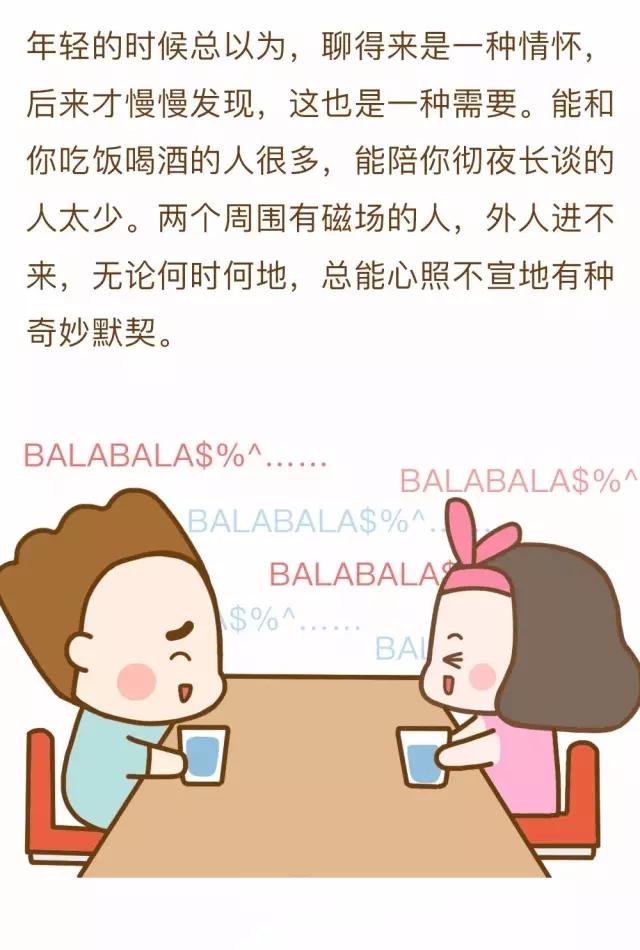 年轻的时候总以为，聊得来是一种情怀，
后来才慢慢发现，这也是一种需要。能和
你吃饭喝酒的人很多，能陪你彻夜长谈的
人太少。两个周围有磁场的人，外人进不
来，无论何时何地，总能心照不宣地有种
奇妙默契。
BALABALA$%^……
BALABALA$%^
BALABALA$%^……
BALABALA$
$%^……
BAL